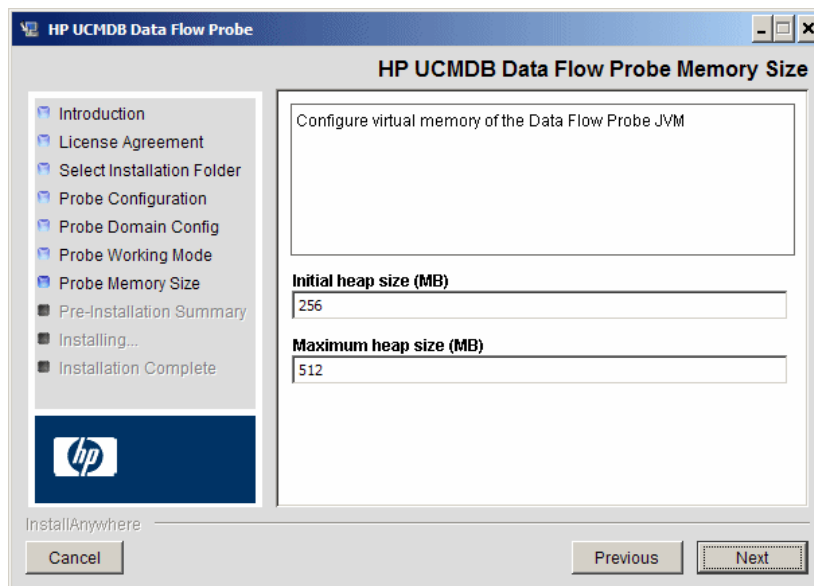 HP UCMDB Data Flow Probe
HP UCMDB Data Flow Probe Memory Size
Introduction
License Agreement
Select Installation Folder
Probe Configuration
Probe Domain Config
Probe Working Mode
Probe Memory Size
Pre-Installation Summary
Installing...
Installation Complete
Configure virtual memory of the Data Flow Probe JVM
Initial heap size (MB)
256
Maximum heap size (MB)
512
hp
InstallAnywhere
Cancel
Previous
Next